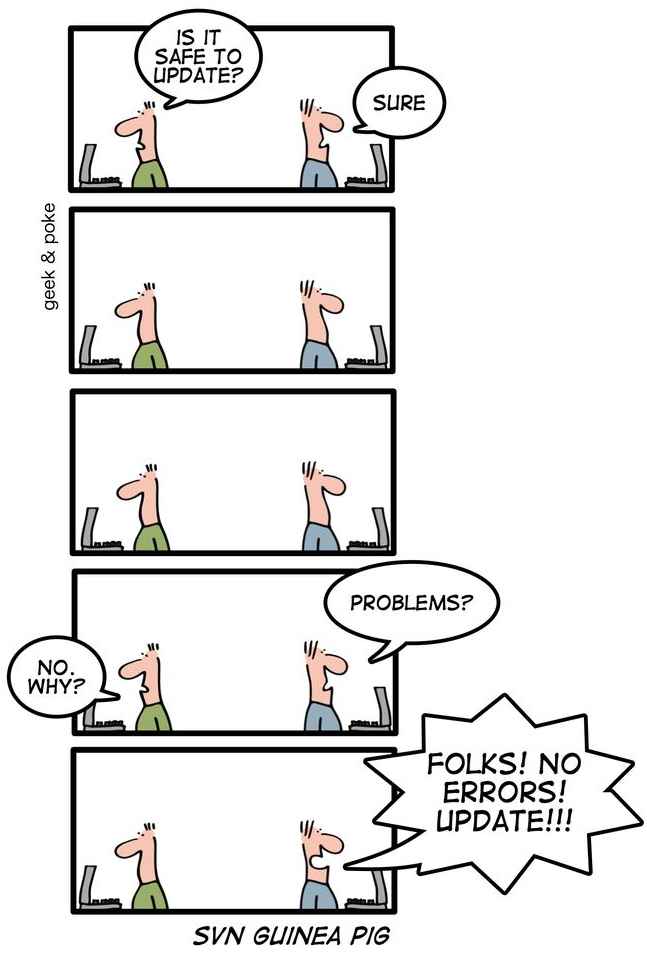 IS IT
SAFE TO
UPDATE?
SURE
geek & poke
PROBLEMS?
NO.
WHY?
FOLKS! NO
ERRORS!
UPDATE!!!
SVN GUINEA PIG